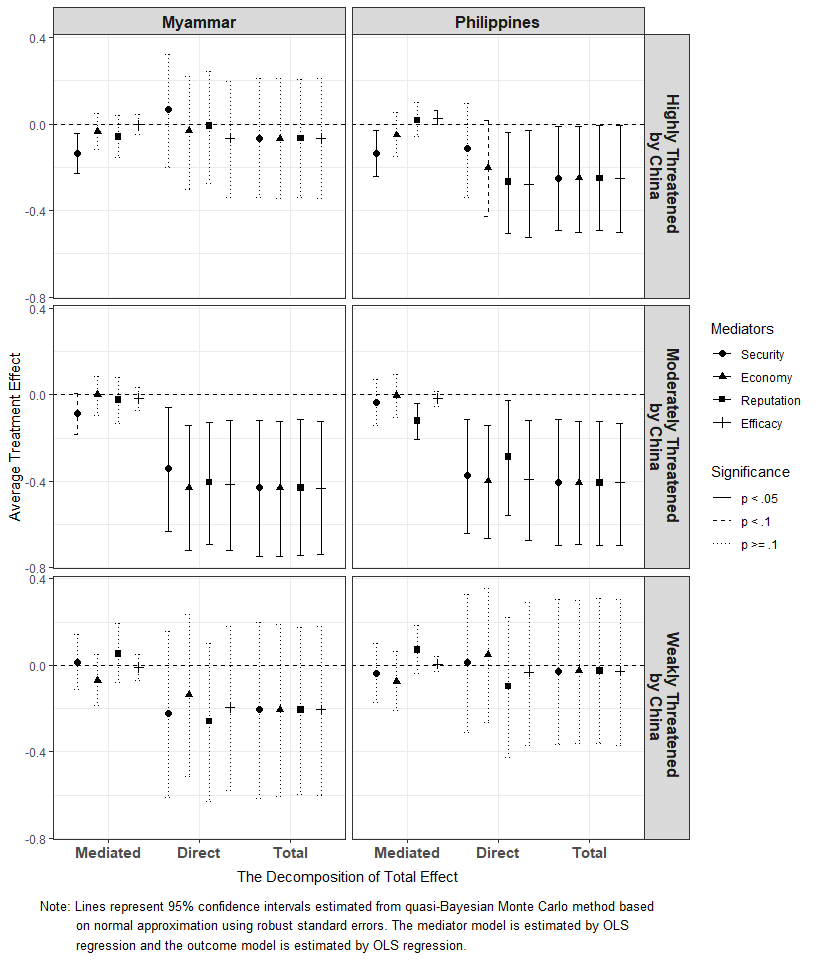 Myammar
Philippines
Highly Threatened
by China
Moderately Threatened
by China
Weakly Threatened
by China
0.4
0.0
-0.4
-0.8
0.4
0.0
-0.4
-0.8
0.4
0.0
-0.4
-0.8
Average Treatment Effect
Mediated
Direct
Total
Mediated
Direct
Total
The Decomposition of Total Effect
Mediators
Security
Economy
Reputation
Efficacy
Significance
p < .05
p < .1
p >= .1
Note: Lines represent 95% confidence intervals estimated from quasi-Bayesian Monte Carlo method based
on normal approximation using robust standard errors. The mediator model is estimated by OLS
regression and the outcome model is estimated by OLS regression.